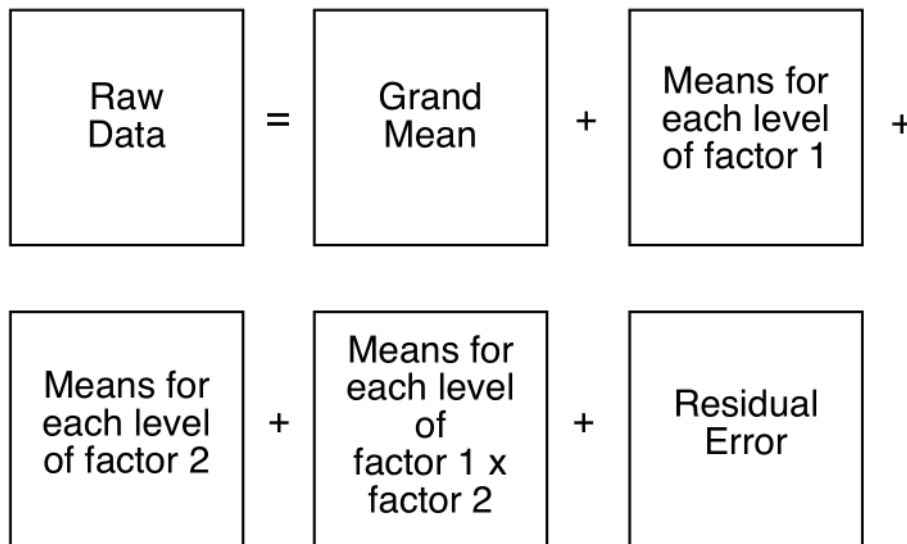 Raw
Data
=
Grand
Mean
+
Means for
each level
of factor 1
+
Means for
each level
of factor 2
+
Means for
each level
of
factor 1 x
factor 2
+
Residual
Error